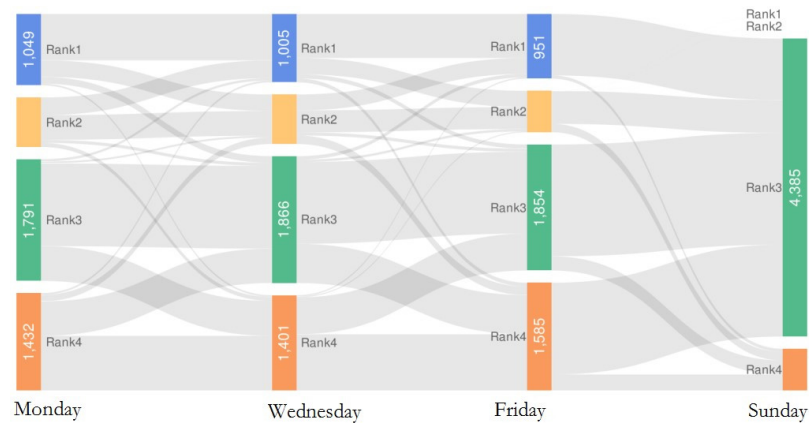 Rank1
Rank2
1,049
Rank1
1,005
Rank1
Rank1
951
Rank2
Rank2
Rank2
1,791
Rank3
1,866
Rank3
Rank3
1,854
Rank3
4,385
1,432
Rank4
1,401
Rank4
Rank4
1,585
Rank4
Monday
Wednesday
Friday
Sunday